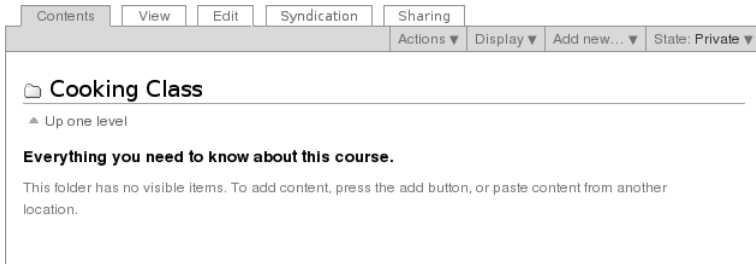 Contents View Edit Syndication Sharing
Actions ▼ Display ▼ Add new... ▼ State: Private ▼
Cooking Class
Up one level
Everything you need to know about this course.
This folder has no visible items. To add content, press the add button, or paste content from another
location.